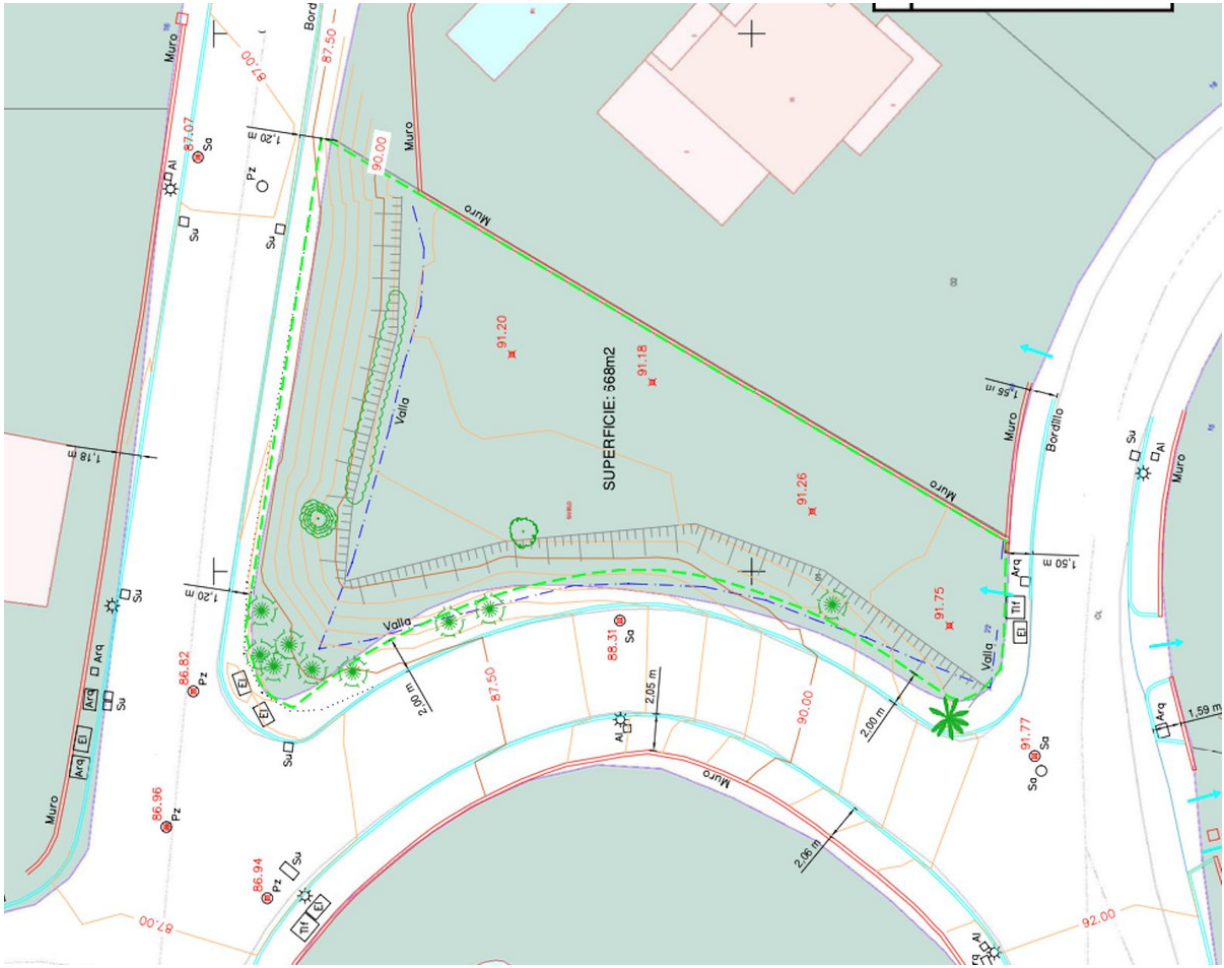 Muro
87.00
Bord
87.50
Muro
1,20 m
87.07
Sa
Al
Pz
Su
Su
90.00
Muro
91.20
91.18
SUPERFICIE: 668m2
Valla
Muro
Bordillo
Su
Al
Muro
1,18 m
91.26
Muro
1,50 m
Arq
Tlf
El
Su
1,20 m
Valla
Sa
88.31
91.75
Valla
Arq
Arq
Su
El
Arq
86.82
Pz
El
El
2,00 m
87.50
2,05 m
Al
90.00
2,00 m
91.77
Sa
Sa
Arq
1,59 m
Su
Muro
Muro
86.96
Pz
2,06 m
86.94
Pz
Su
El
Tlf
87.00
92.00
Al